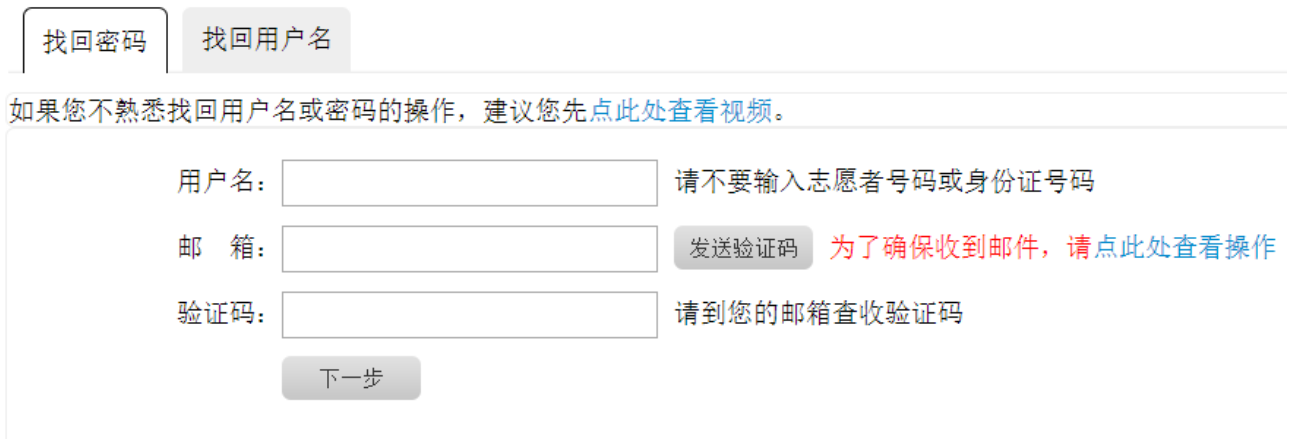 找回密码 找回用户名
如果您不熟悉找回用户名或密码的操作，建议您先点此处查看视频。
用户名： 请不要输入志愿者号码或身份证号码
邮 箱： 发送验证码 为了确保收到邮件，请点此处查看操作
验证码： 请到您的邮箱查收验证码
下一步